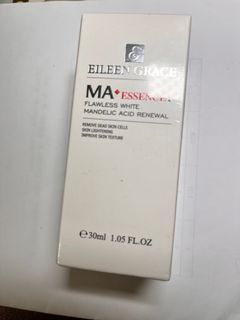 EILEEN GRACE
MA ESSENCE
FLAWLESS WHITE
MANDELIC ACID RENEWAL
REMOVE DEAD SKIN CELLS
SKIN LIGHTENING
IMPROVE SKIN TEXTURE
℮30ml 1.05 FL.OZ